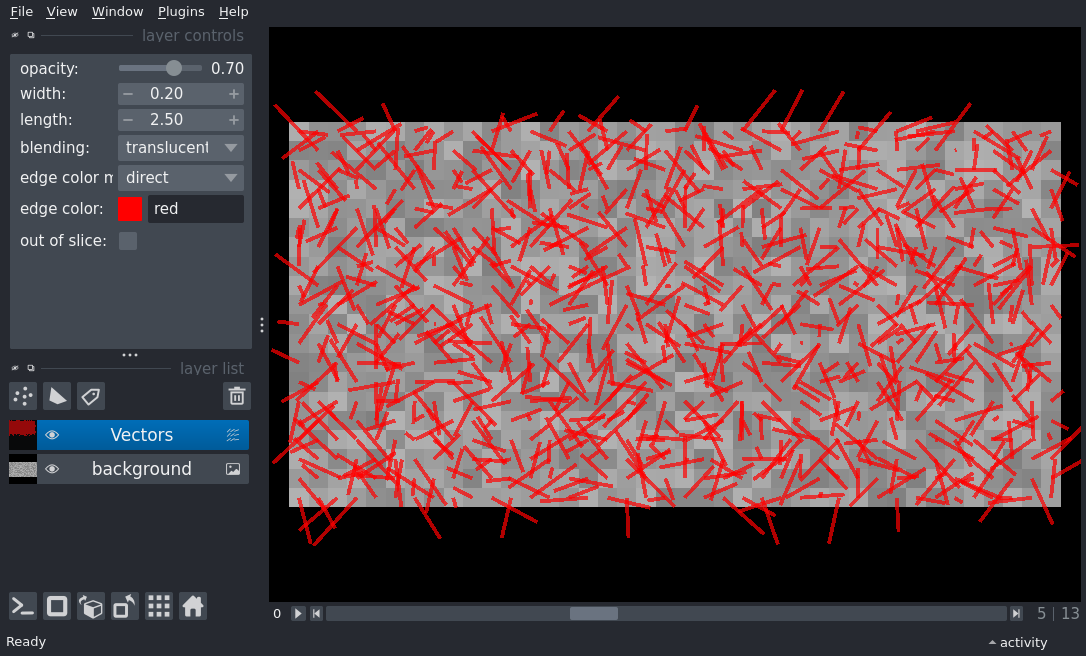 File View Window Plugins Help
layer controls
opacity: 0.70
width: 0.20
length: 2.50
blending: translucent
edge color m direct
edge color: red
out of slice:
layer list
Vectors
background
0 5 | 13
Ready activity